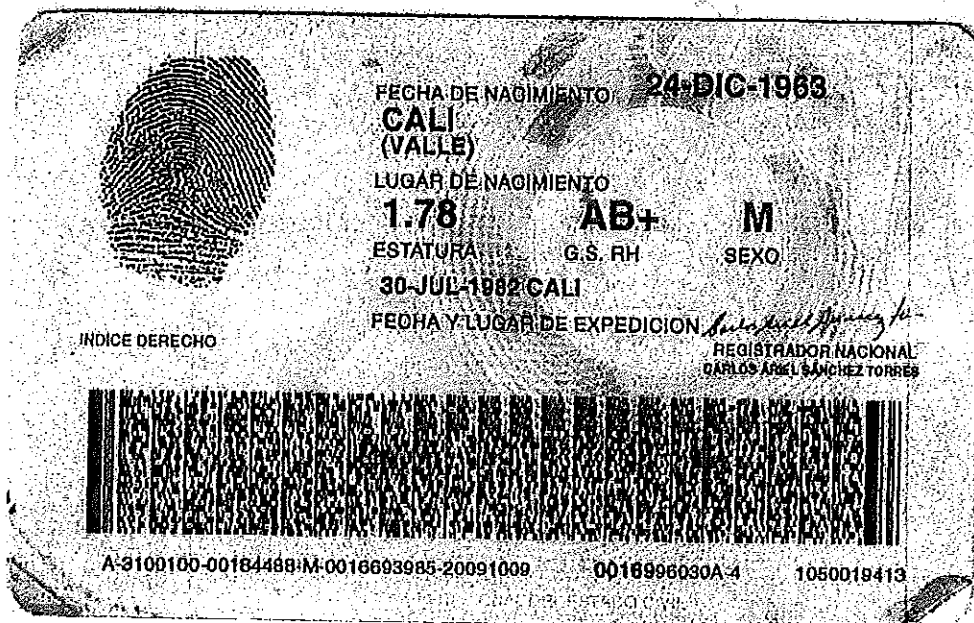 FECHA DE NACIMIENTO 24-DIC-1963
CALI
(VALLE)
LUGAR DE NACIMIENTO
1.78 AB+ M
ESTATURA G.S. RH SEXO
30-JUL-1982 CALI
FECHA Y LUGAR DE EXPEDICION
INDICE DERECHO
REGISTRADOR NACIONAL
CARLOS ARIEL SÁNCHEZ TORRES
A-3100100-00184488-M-0016693985-20091009 0016996030A-4 1050019413